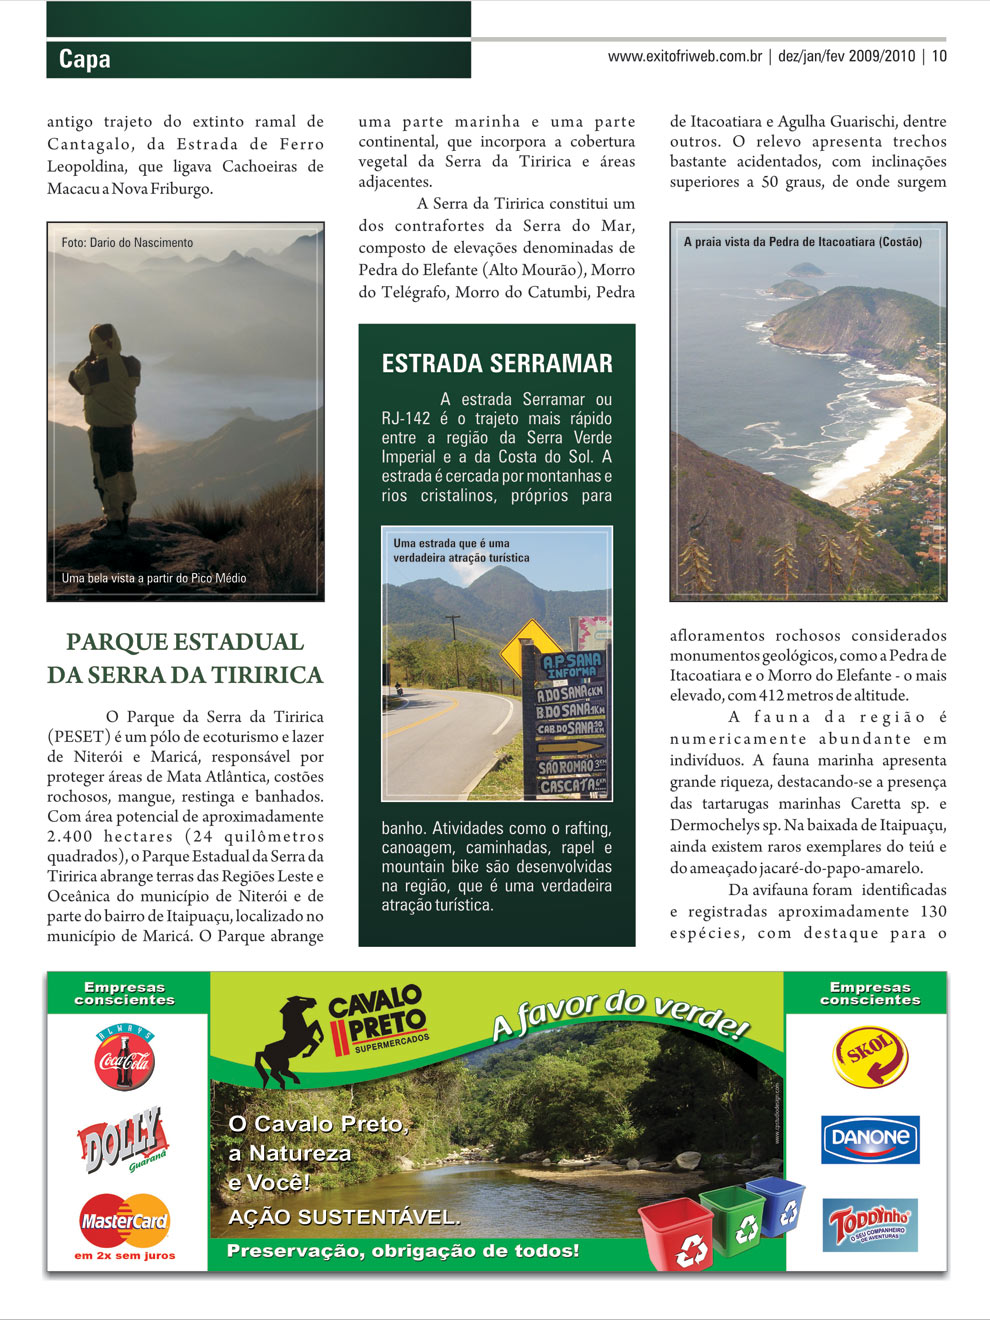 Capa
www.exitofriweb.com.br | dez/jan/fev 2009/2010 | 10
antigo trajeto do extinto ramal de
Cantagalo, da Estrada de Ferro
Leopoldina, que ligava Cachoeiras de
Macacu a Nova Friburgo.
Foto: Dario do Nascimento
Uma bela vista a partir do Pico Médio
PARQUE ESTADUAL
DA SERRA DA TIRIRICA
O Parque da Serra da Tiririca
(PESET) é um pólo de ecoturismo e lazer
de Niterói e Maricá, responsável por
proteger áreas de Mata Atlântica, costões
rochosos, mangue, restinga e banhados.
Com área potencial de aproximadamente
2.400 hectares (24 quilômetros
quadrados), o Parque Estadual da Serra da
Tiririca abrange terras das Regiões Leste e
Oceânica do município de Niterói e de
parte do bairro de Itaipuaçu, localizado no
município de Maricá. O Parque abrange
uma parte marinha e uma parte
continental, que incorpora a cobertura
vegetal da Serra da Tiririca e áreas
adjacentes.
A Serra da Tiririca constitui um
dos contrafortes da Serra do Mar,
composto de elevações denominadas de
Pedra do Elefante (Alto Mourão), Morro
do Telégrafo, Morro do Catumbi, Pedra
ESTRADA SERRAMAR
A estrada Serramar ou
RJ-142 é o trajeto mais rápido
entre a região da Serra Verde
Imperial e a da Costa do Sol. A
estrada é cercada por montanhas e
rios cristalinos, próprios para
Uma estrada que é uma
verdadeira atração turística
A.P. SANA
INFORMA
A.DO SANA 6KM
B.DO SANA 1KM
CAB.DO SANA 10KM
SÃO ROMÃO 3KM
CASCATA 6KM
banho. Atividades como o rafting,
canoagem, caminhadas, rapel e
mountain bike são desenvolvidas
na região, que é uma verdadeira
atração turística.
de Itacoatiara e Agulha Guarischi, dentre
outros. O relevo apresenta trechos
bastante acidentados, com inclinações
superiores a 50 graus, de onde surgem
A praia vista da Pedra de Itacoatiara (Costão)
afloramentos rochosos considerados
monumentos geológicos, como a Pedra de
Itacoatiara e o Morro do Elefante - o mais
elevado, com 412 metros de altitude.
A fauna da região é
numericamente abundante em
indivíduos. A fauna marinha apresenta
grande riqueza, destacando-se a presença
das tartarugas marinhas Caretta sp. e
Dermochelys sp. Na baixada de Itaipuaçu,
ainda existem raros exemplares do teiú e
do ameaçado jacaré-do-papo-amarelo.
Da avifauna foram identificadas
e registradas aproximadamente 130
espécies, com destaque para o
Empresas
conscientes
ALWAYS
Coca-Cola
DOLLY
Guaraná
MasterCard
em 2x sem juros
CAVALO
PRETO
SUPERMERCADOS
A favor do verde!
O Cavalo Preto,
a Natureza
e Você!
AÇÃO SUSTENTÁVEL.
Preservação, obrigação de todos!
Empresas
conscientes
SKOL
DANONE
TODDYnho
O SEU COMPANHEIRO
DE AVENTURAS